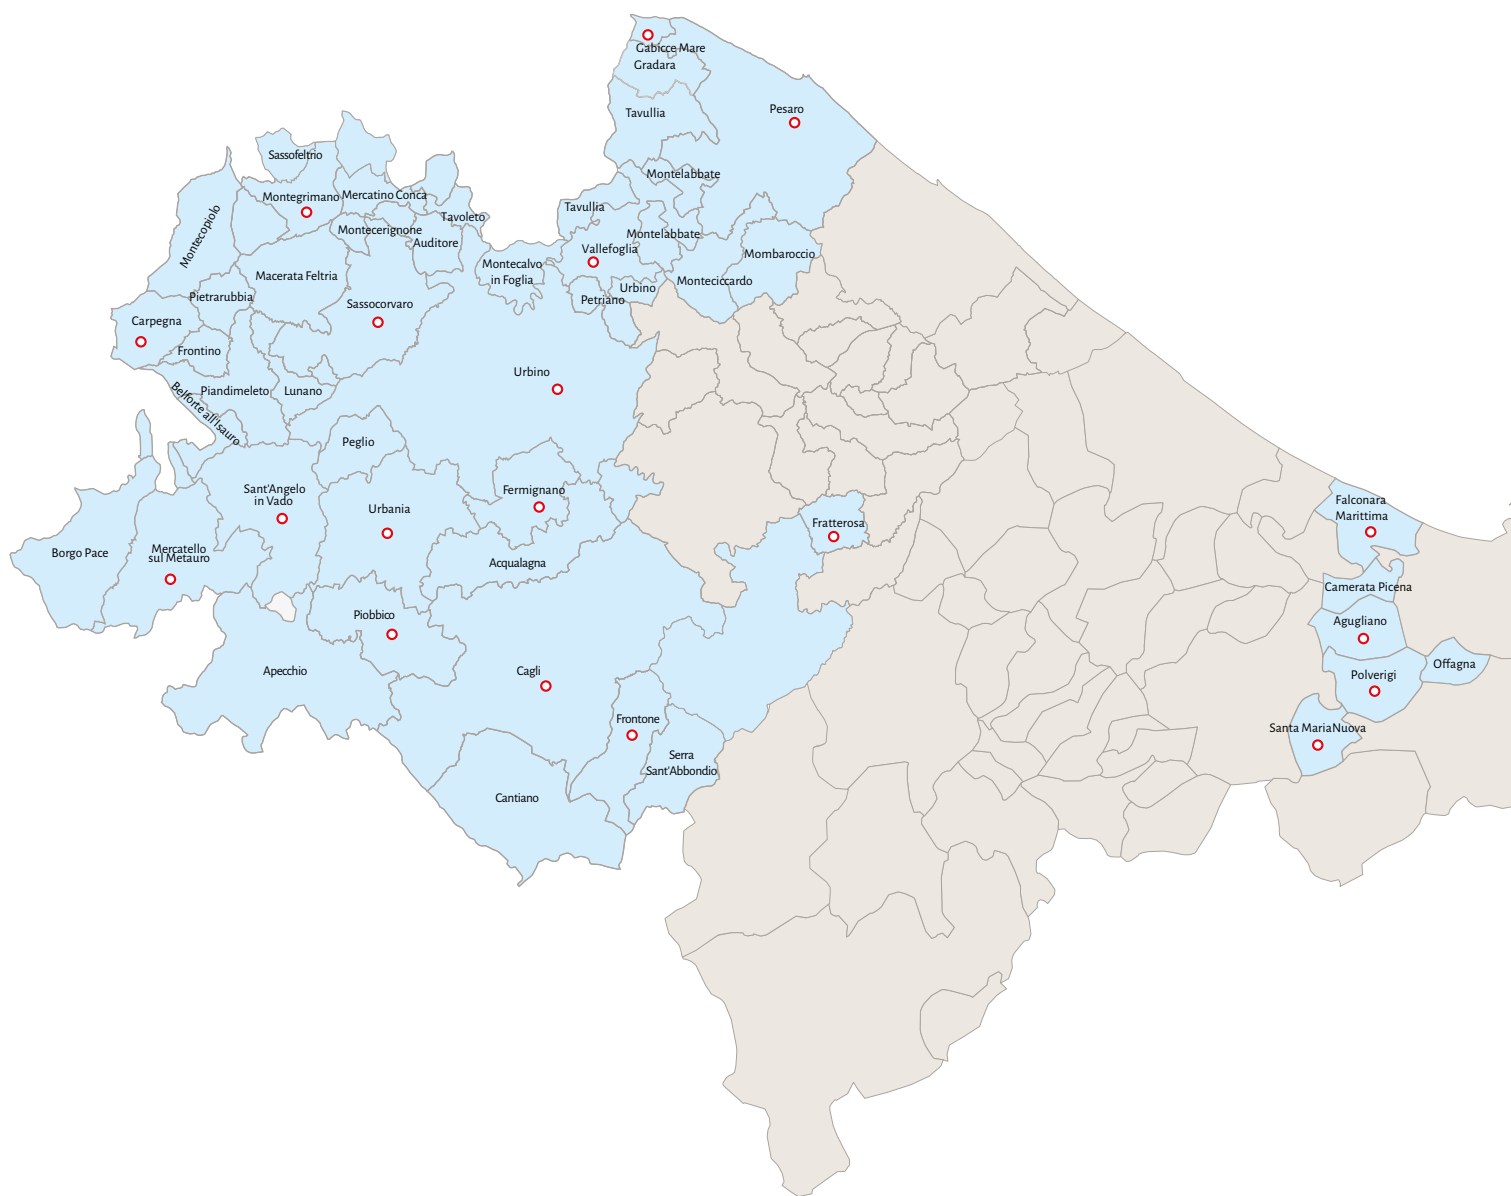 Gabicce Mare
Gradara
Pesaro
Tavullia
Sassofeltrio
Montelabbate
Montegrimano
Mercatino Conca
Tavullia
Tavoleto
Montecopiolo
Montecerignone
Montelabbate
Auditore
Vallefoglia
Mombaroccio
Montecalvo
in Foglia
Macerata Feltria
Monteciccardo
Urbino
Pietrarubbia
Petriano
Sassocorvaro
Carpegna
Frontino
Urbino
Piandimeleto
Lunano
Belforte all'Isauro
Peglio
Sant'Angelo
in Vado
Fermignano
Falconara
Marittima
Urbania
Fratterosa
Borgo Pace
Mercatello
sul Metauro
Acqualagna
Camerata Picena
Piobbico
Agugliano
Apecchio
Cagli
Offagna
Polverigi
Frontone
Santa MariaNuova
Serra
Sant'Abbondio
Cantiano